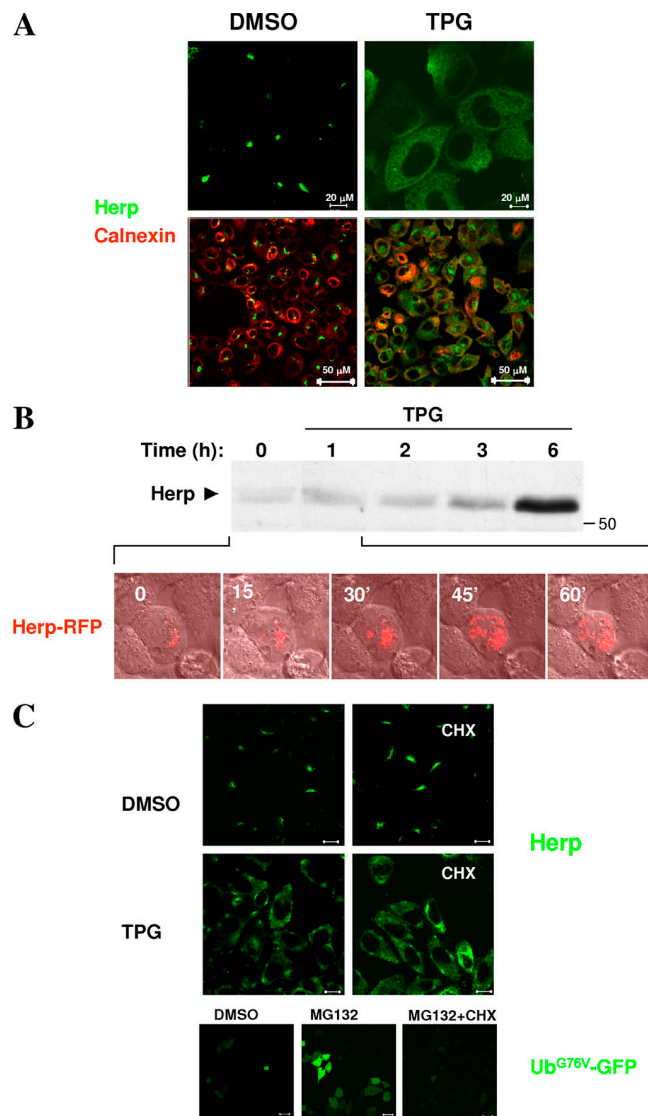 A
DMSO
TPG
20 µM
20 µM
Herp
Calnexin
50 µM
50 µM
B
TPG
Time (h): 0 1 2 3 6
Herp ►
50
Herp-RFP
0 15' 30' 45' 60'
C
CHX
DMSO
Herp
CHX
TPG
DMSO MG132 MG132+CHX
Ub^G76V-GFP